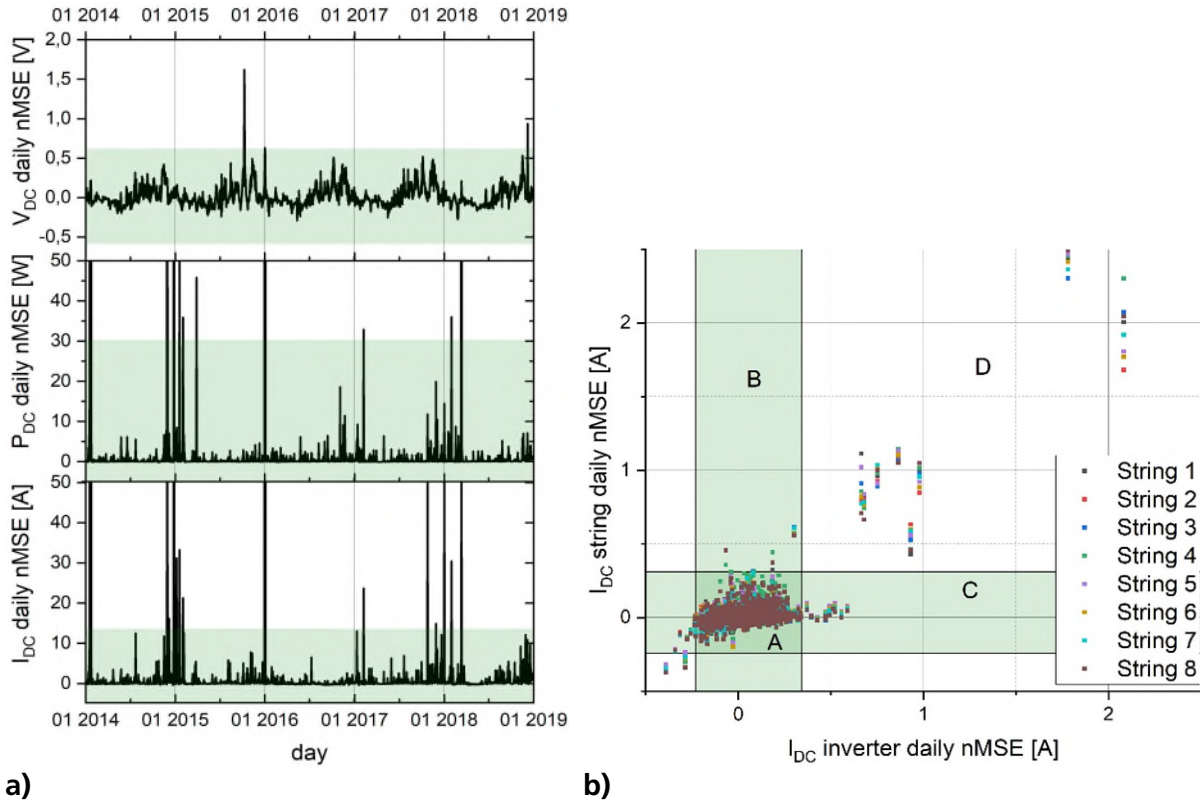 01 2014 01 2015 01 2016 01 2017 01 2018 01 2019
2,0
1,5
1,0
0,5
0,0
-0,5
V_DC daily nMSE [V]
50
40
30
20
10
0
P_DC daily nMSE [W]
50
40
30
20
10
0
I_DC daily nMSE [A]
01 2014 01 2015 01 2016 01 2017 01 2018 01 2019
day
a)
I_DC string daily nMSE [A]
2
1
0
B
D
C
A
String 1
String 2
String 3
String 4
String 5
String 6
String 7
String 8
0 1 2
I_DC inverter daily nMSE [A]
b)